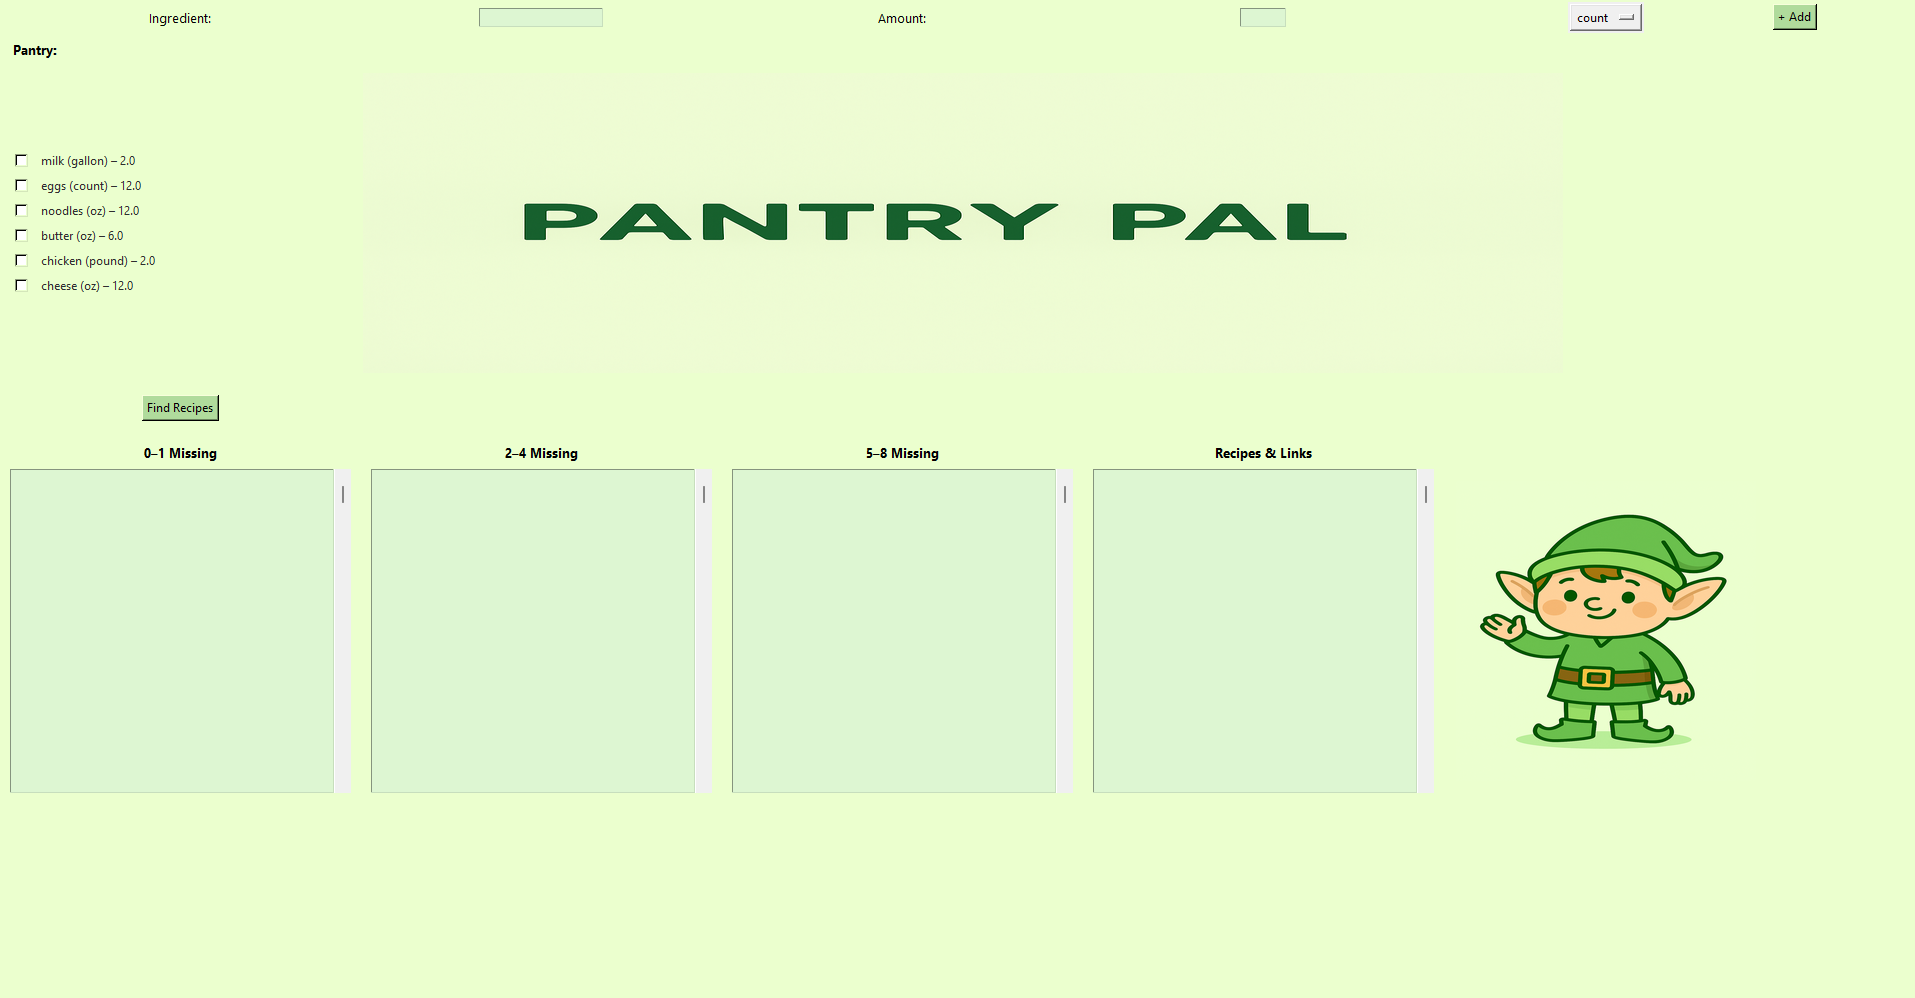 Ingredient: Amount: count + Add
Pantry:
PANTRY PAL
milk (gallon) – 2.0
eggs (count) – 12.0
noodles (oz) – 12.0
butter (oz) – 6.0
chicken (pound) – 2.0
cheese (oz) – 12.0
Find Recipes
0–1 Missing 2–4 Missing 5–8 Missing Recipes & Links